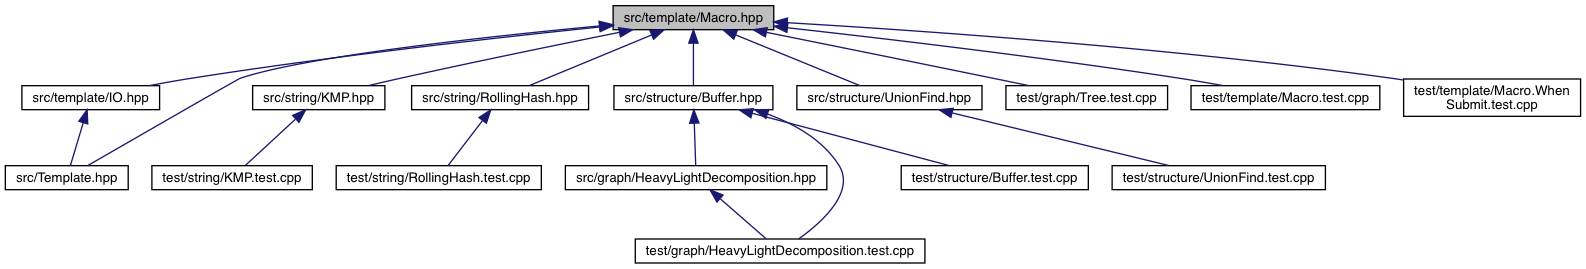 src/template/Macro.hpp
src/template/IO.hpp
src/string/KMP.hpp
src/string/RollingHash.hpp
src/structure/Buffer.hpp
src/structure/UnionFind.hpp
test/graph/Tree.test.cpp
test/template/Macro.test.cpp
test/template/Macro.When
Submit.test.cpp
src/Template.hpp
test/string/KMP.test.cpp
test/string/RollingHash.test.cpp
src/graph/HeavyLightDecomposition.hpp
test/structure/Buffer.test.cpp
test/structure/UnionFind.test.cpp
test/graph/HeavyLightDecomposition.test.cpp